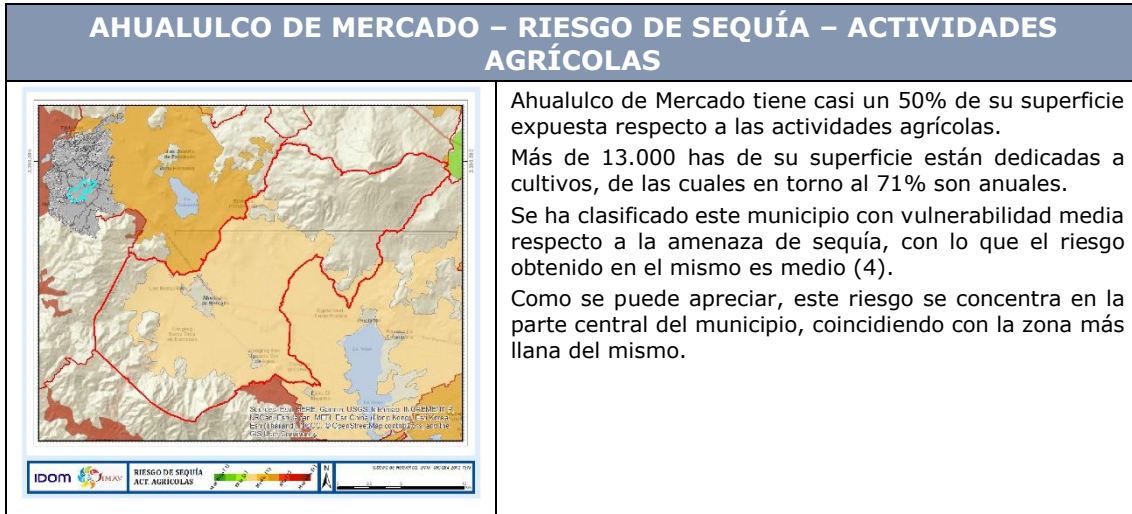 AHUALULCO DE MERCADO – RIESGO DE SEQUÍA – ACTIVIDADES
AGRÍCOLAS
Ahualulco de Mercado tiene casi un 50% de su superficie
expuesta respecto a las actividades agrícolas.
Más de 13.000 has de su superficie están dedicadas a
cultivos, de las cuales en torno al 71% son anuales.
Se ha clasificado este municipio con vulnerabilidad media
respecto a la amenaza de sequía, con lo que el riesgo
obtenido en el mismo es medio (4).
Como se puede apreciar, este riesgo se concentra en la
parte central del municipio, coincidiendo con la zona más
llana del mismo.
IDOM
IMAV
RIESGO DE SEQUÍA
ACT. AGRÍCOLAS
N